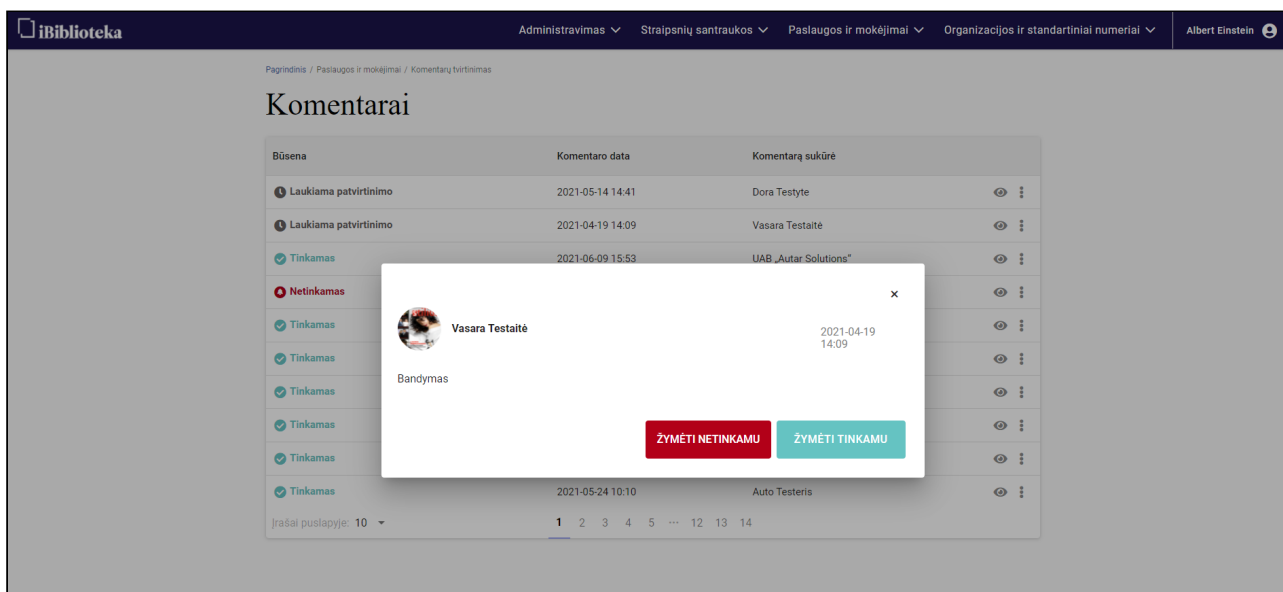 iBiblioteka
Administravimas Straipsnių santraukos Paslaugos ir mokėjimai Organizacijos ir standartiniai numeriai Albert Einstein
Pagrindinis / Paslaugos ir mokėjimai / Komentarų tvirtinimas
Komentarai
Būsena Komentaro data Komentarą sukūrė
Laukiama patvirtinimo 2021-05-14 14:41 Dora Testyte
Laukiama patvirtinimo 2021-04-19 14:09 Vasara Testaitė
Tinkamas 2021-06-09 15:53 UAB „Autar Solutions"
Netinkamas
Tinkamas
Tinkamas
Tinkamas
Tinkamas
Tinkamas
×
Vasara Testaitė 2021-04-19
14:09
Bandymas
ŽYMĖTI NETINKAMU ŽYMĖTI TINKAMU
Tinkamas 2021-05-24 10:10 Auto Testeris
Įrašai puslapyje: 10 1 2 3 4 5 ··· 12 13 14